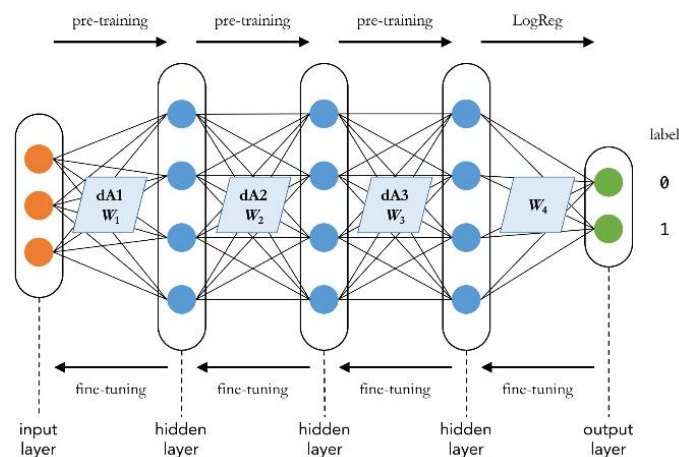 pre-training pre-training pre-training LogReg
label
0
1
dA1 dA2 dA3
W1 W2 W3 W4
fine-tuning fine-tuning fine-tuning fine-tuning
input hidden hidden hidden output
layer layer layer layer layer